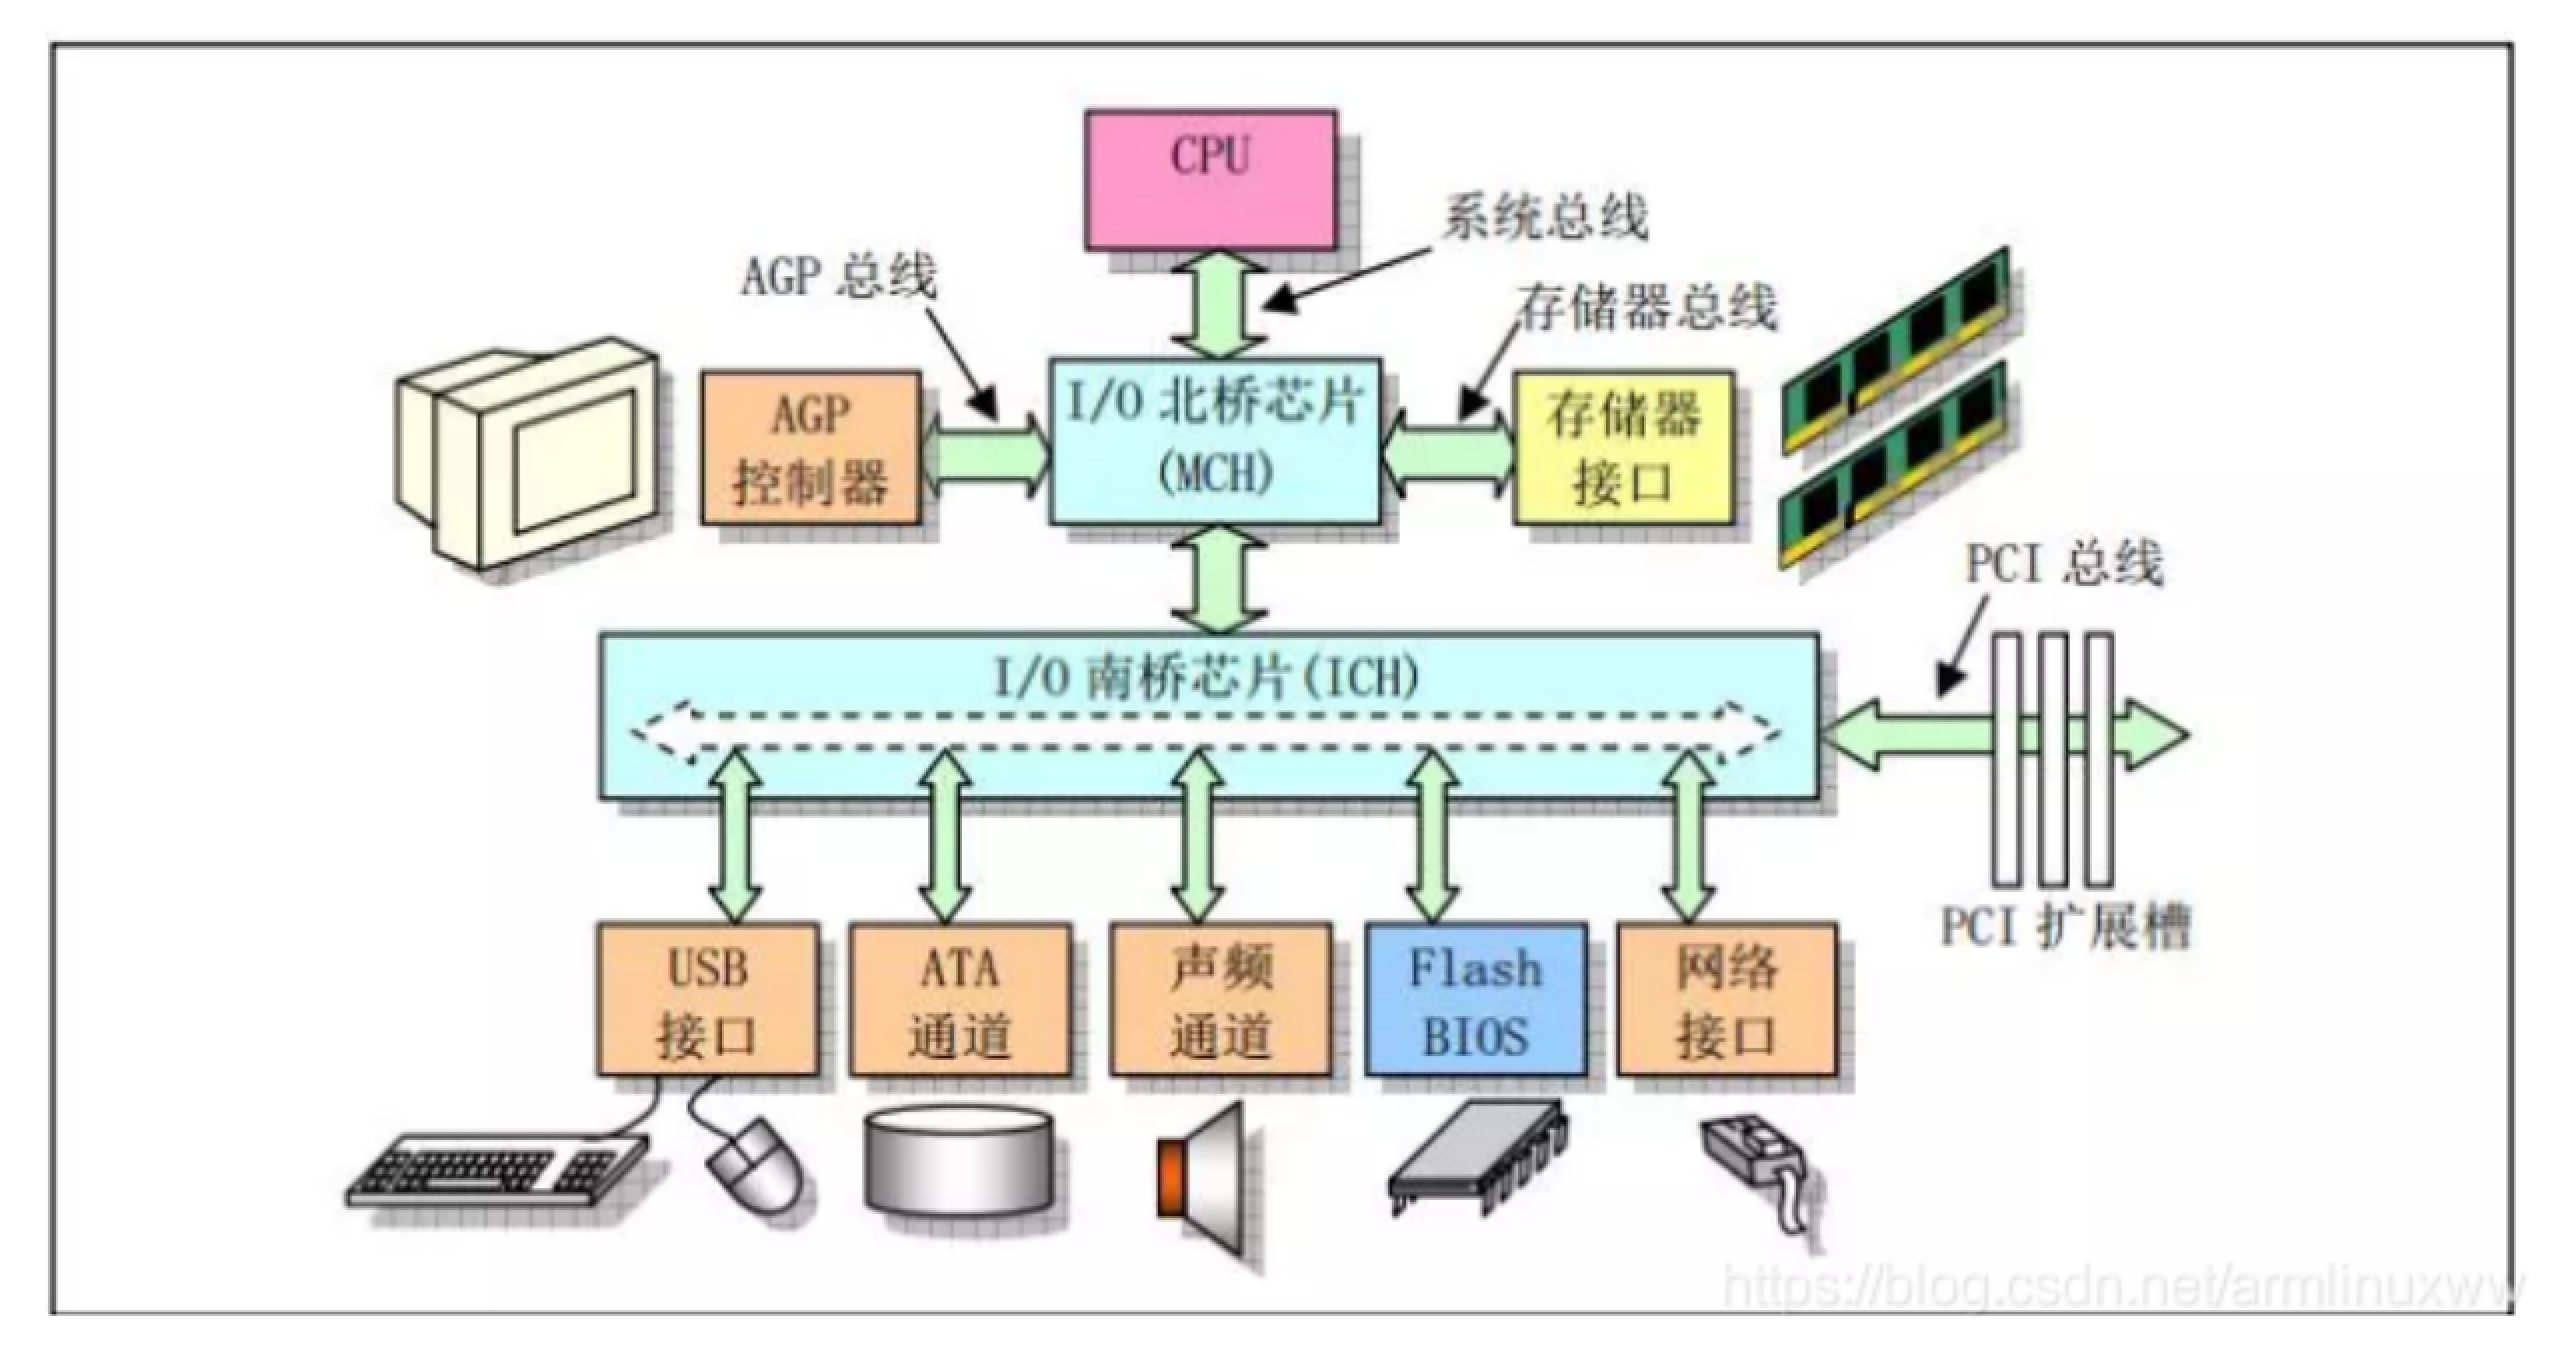 CPU
系统总线
AGP 总线
存储器总线
AGP
控制器
I/O 北桥芯片
(MCH)
存储器
接口
PCI 总线
I/O 南桥芯片(ICH)
PCI 扩展槽
USB
接口
ATA
通道
声频
通道
Flash
BIOS
网络
接口
https://blog.csdn.net/armlinuxww